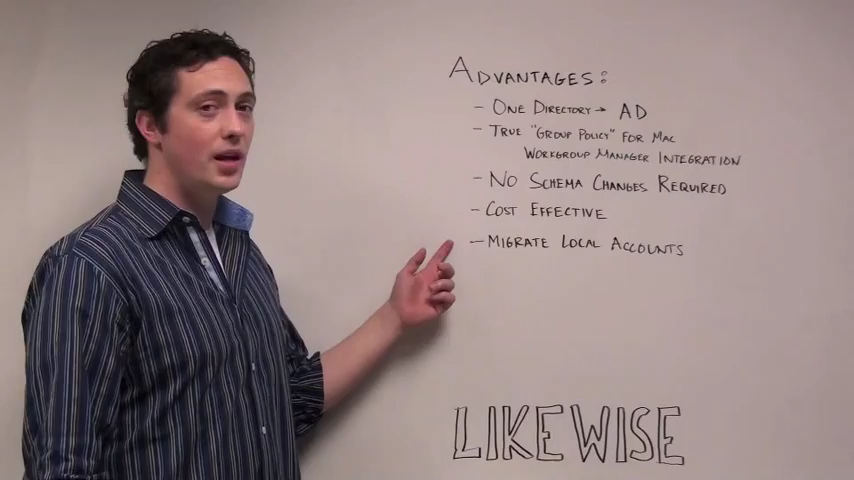 ADVANTAGES:
- ONE DIRECTORY → AD
- TRUE "GROUP POLICY" FOR MAC
WORKGROUP MANAGER INTEGRATION
- NO SCHEMA CHANGES REQUIRED
- COST EFFECTIVE
- MIGRATE LOCAL ACCOUNTS
LIKEWISE